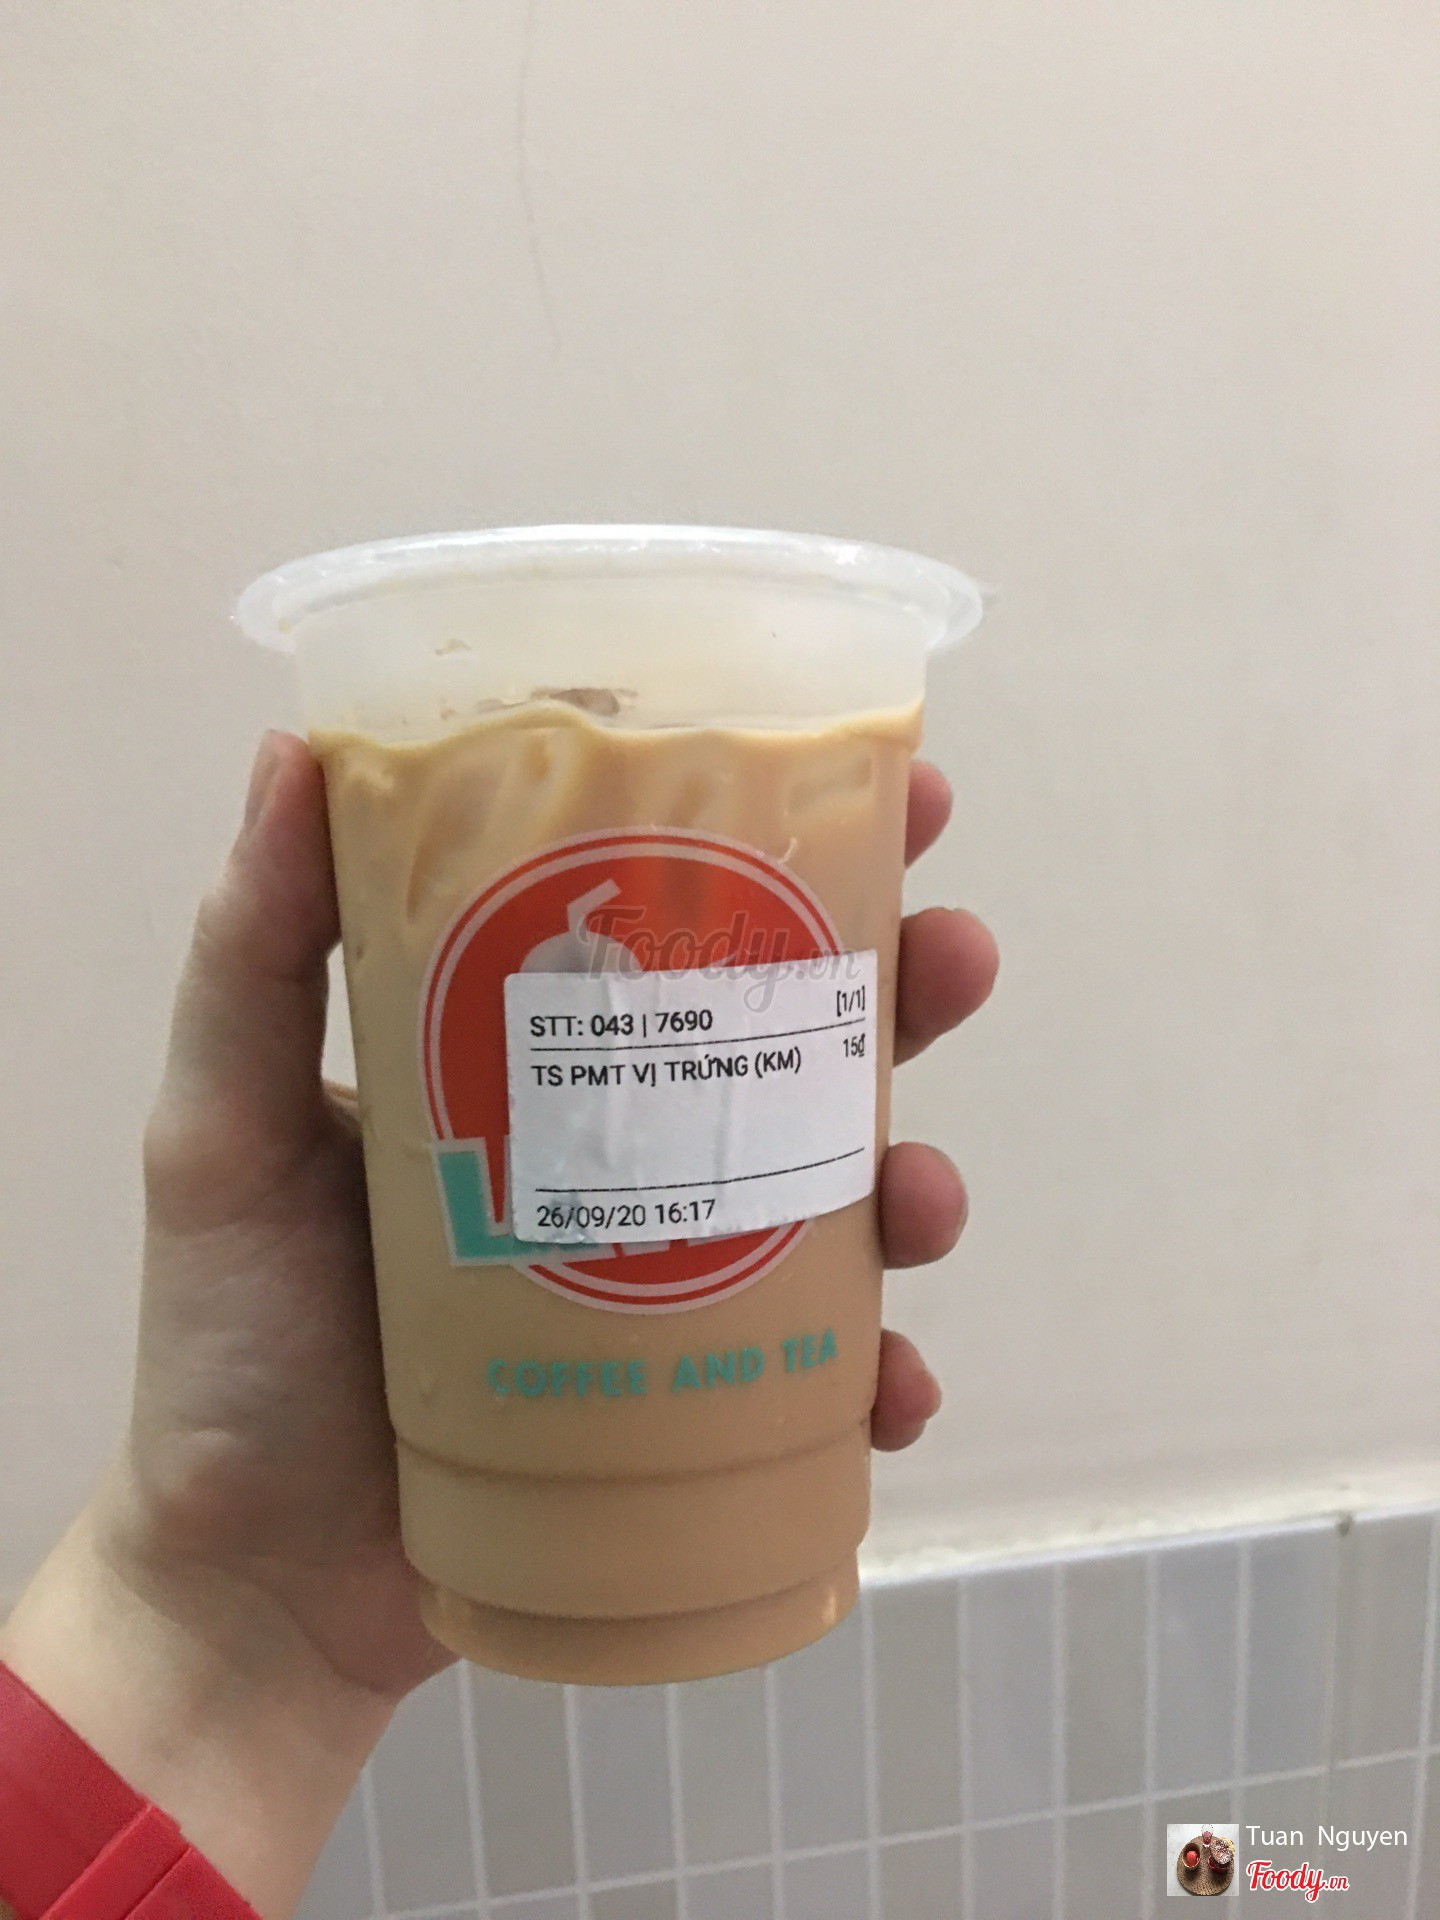 Foody.vn
STT: 043 | 7690 [1/1]
TS PMT VỊ TRỨNG (KM) 15₫
26/09/20 16:17
COFFEE AND TEA
Tuan Nguyen
Foody.vn